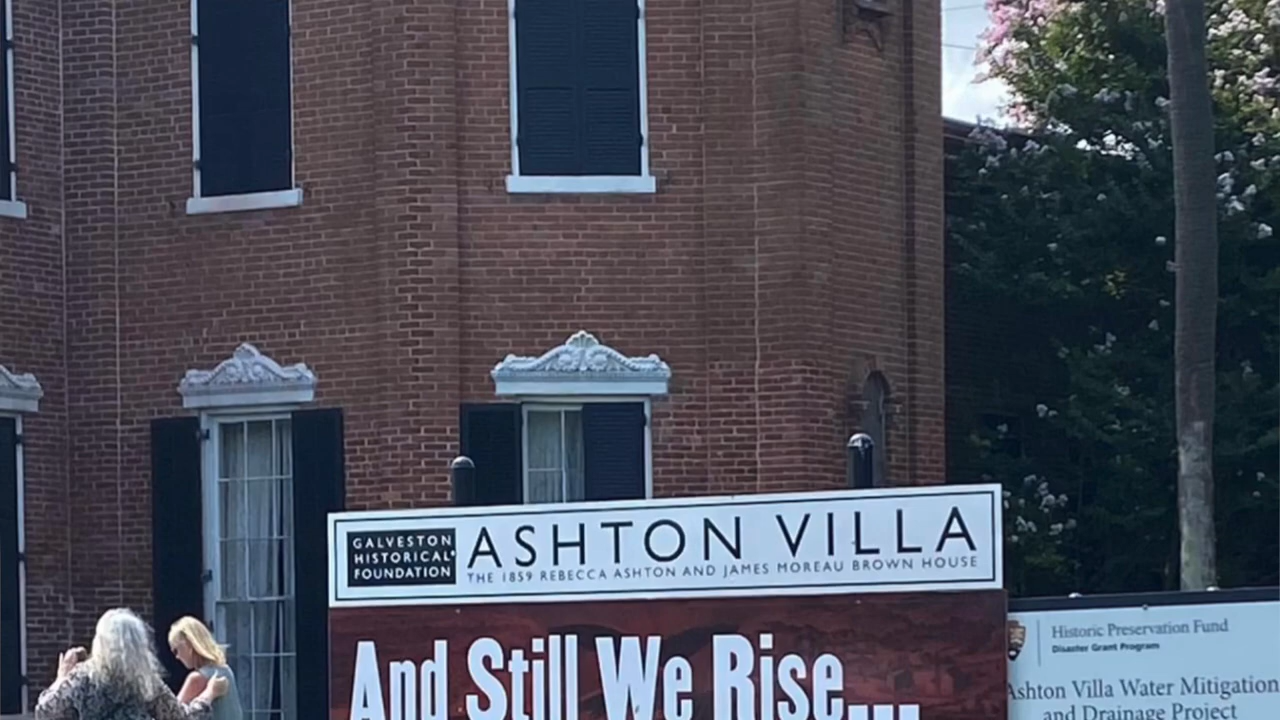 GALVESTON
HISTORICAL
FOUNDATION
ASHTON VILLA
THE 1859 REBECCA ASHTON AND JAMES MOREAU BROWN HOUSE
And Still We Rise...
Historic Preservation Fund
Disaster Grant Program
Ashton Villa Water Mitigation
and Drainage Project